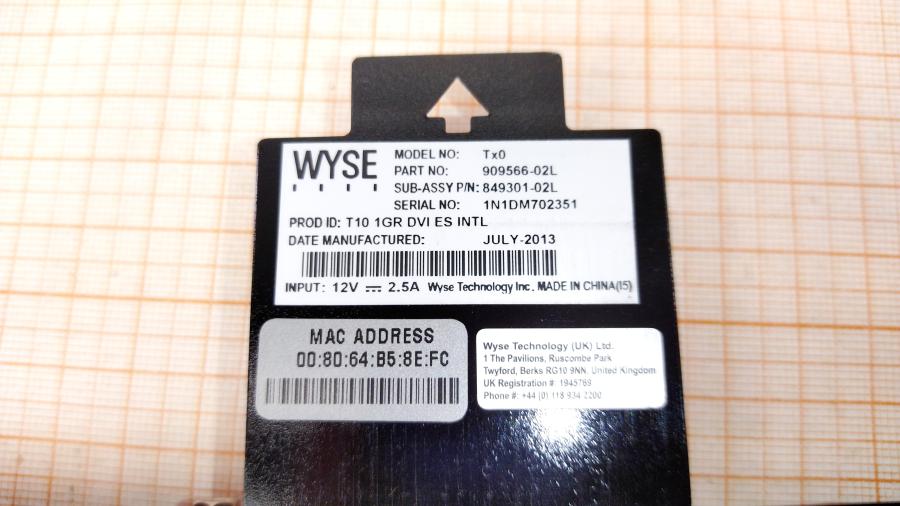 WYSE
MODEL NO: Tx0
PART NO: 909566-02L
SUB-ASSY P/N: 849301-02L
SERIAL NO: 1N1DM702351
PROD ID: T10 1GR DVI ES INTL
DATE MANUFACTURED: JULY-2013
INPUT: 12V ⎓ 2.5A Wyse Technology Inc. MADE IN CHINA(15)
MAC ADDRESS
00:80:64:B5:8E:FC
Wyse Technology (UK) Ltd.
1 The Pavilions, Ruscombe Park
Twyford, Berks RG10 9NN, United Kingdom
UK Registration #: 1945769
Phone #: +44 (0) 118 934 2200